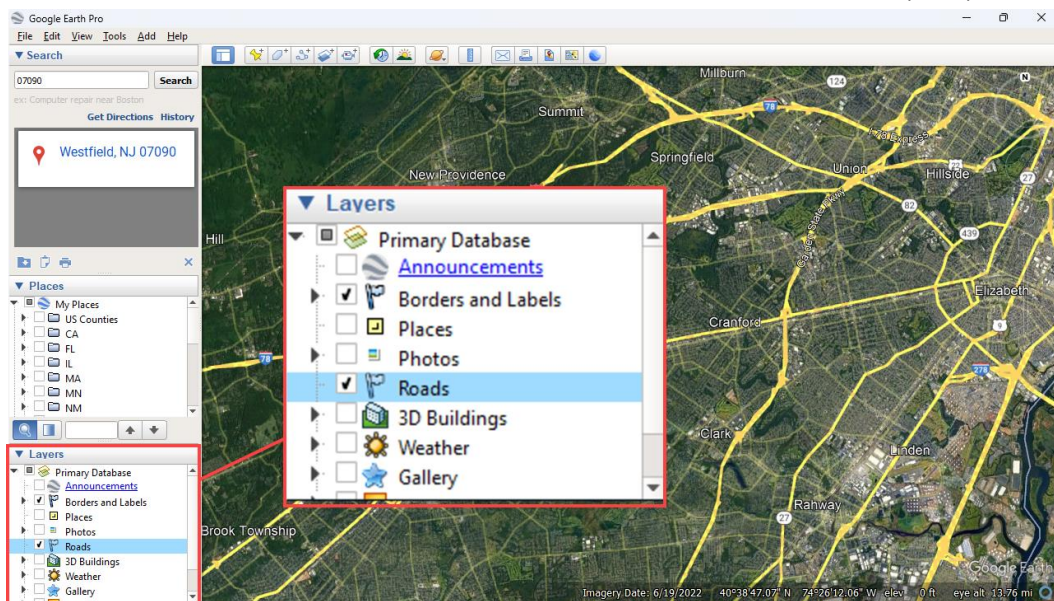 Google Earth Pro
File Edit View Tools Add Help
Search
07090
Search
ex: Computer repair near Boston
Get Directions History
Westfield, NJ 07090
Places
My Places
US Counties
CA
FL
IL
MA
MN
NM
Layers
Primary Database
Announcements
Borders and Labels
Places
Photos
Roads
3D Buildings
Weather
Gallery
Millburn
124
N
78
Summit
I-78 Express
Springfield
Union
22
Hillside
27
New Providence
82
Garden State Pkwy
439
Hill
Elizabeth
Cranford
9
78
278
Layers
Primary Database
Announcements
Borders and Labels
Places
Photos
Roads
3D Buildings
Weather
Gallery
Clark
Linden
Rahway
27
Brook Township
Google Earth
Imagery Date: 6/19/2022 40°38'47.07" N 74°26'12.06" W elev 0 ft eye alt 13.76 mi